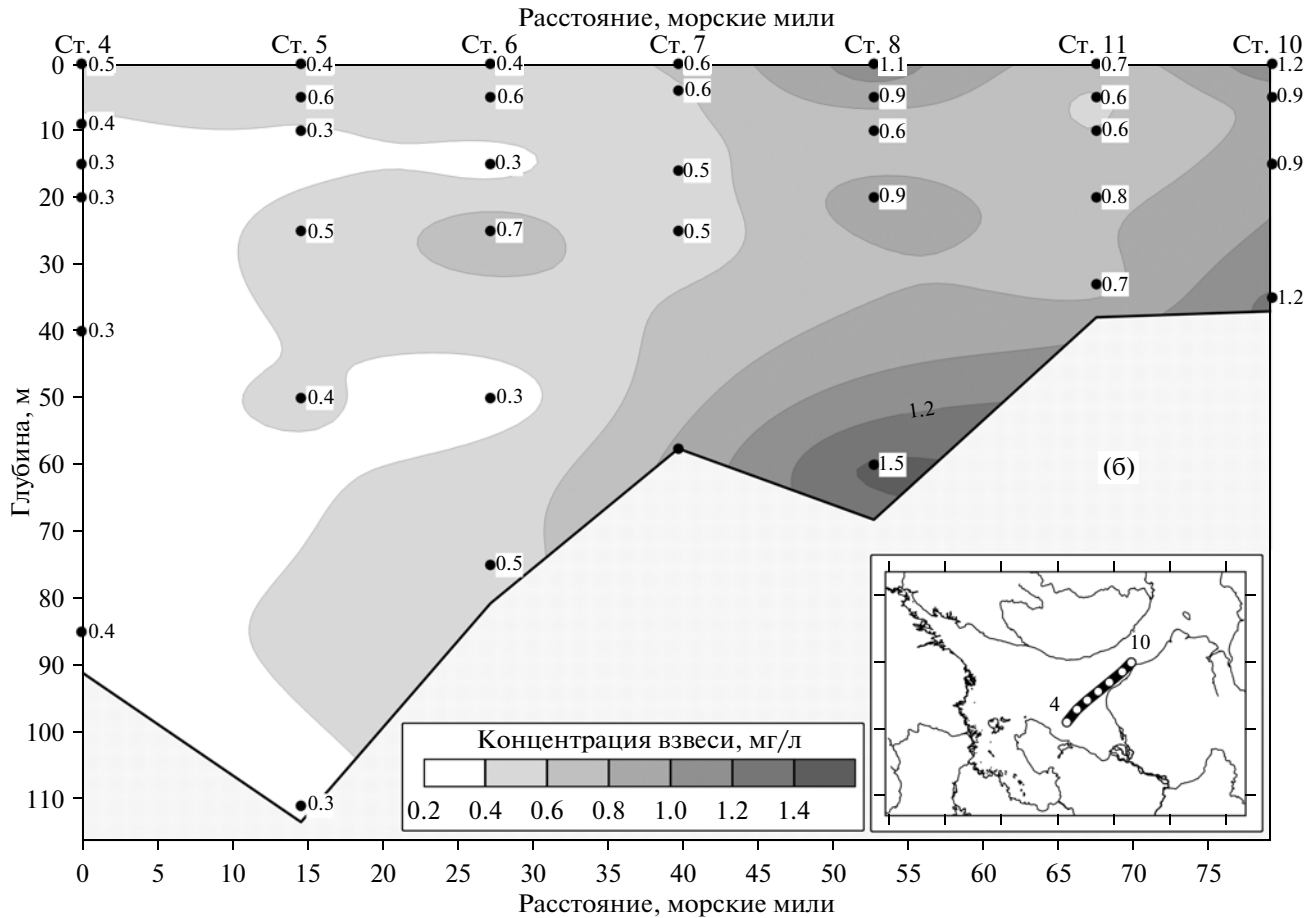 Расстояние, морские мили
Ст. 4 Ст. 5 Ст. 6 Ст. 7 Ст. 8 Ст. 11 Ст. 10
0 0.5 0.4 0.4 0.6 1.1 0.7 1.2
0.6 0.6 0.6 0.9 0.6 0.9
0.4
10 0.3 0.6 0.6
0.3 0.3 0.5 0.9
20 0.3 0.9 0.8
0.5 0.7 0.5
30
0.7
1.2
40 0.3
50 0.4 0.3 1.2
60 1.5 (б)
70
0.5
80
0.4
90
100
110 0.3
Глубина, м
10
4
Концентрация взвеси, мг/л
0.2 0.4 0.6 0.8 1.0 1.2 1.4
0 5 10 15 20 25 30 35 40 45 50 55 60 65 70 75
Расстояние, морские мили